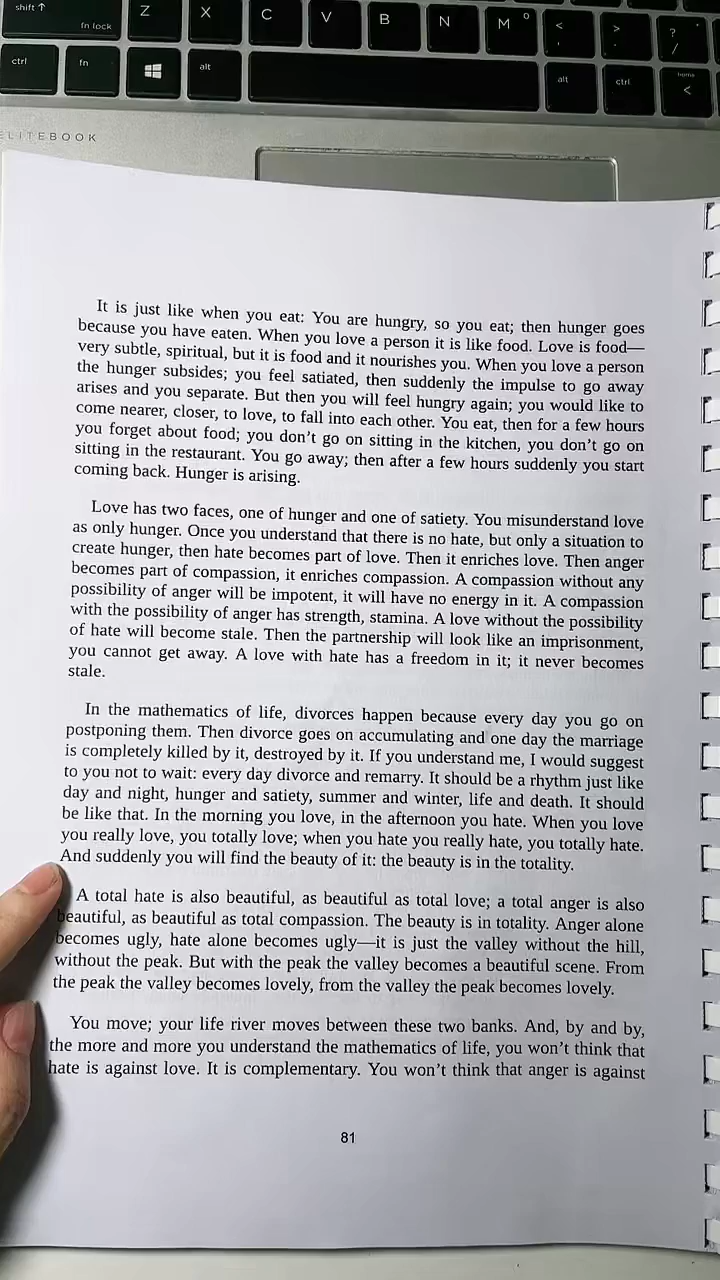 shift ↑
fn lock
Z
X
C
V
B
N
M
<
,
>
.
?
/
ctrl
fn
alt
alt
ctrl
home
<
ELITEBOOK
It is just like when you eat: You are hungry, so you eat; then hunger goes
because you have eaten. When you love a person it is like food. Love is food—
very subtle, spiritual, but it is food and it nourishes you. When you love a person
the hunger subsides; you feel satiated, then suddenly the impulse to go away
arises and you separate. But then you will feel hungry again; you would like to
come nearer, closer, to love, to fall into each other. You eat, then for a few hours
you forget about food; you don't go on sitting in the kitchen, you don't go on
sitting in the restaurant. You go away; then after a few hours suddenly you start
coming back. Hunger is arising.
Love has two faces, one of hunger and one of satiety. You misunderstand love
as only hunger. Once you understand that there is no hate, but only a situation to
create hunger, then hate becomes part of love. Then it enriches love. Then anger
becomes part of compassion, it enriches compassion. A compassion without any
possibility of anger will be impotent, it will have no energy in it. A compassion
with the possibility of anger has strength, stamina. A love without the possibility
of hate will become stale. Then the partnership will look like an imprisonment,
you cannot get away. A love with hate has a freedom in it; it never becomes
stale.
In the mathematics of life, divorces happen because every day you go on
postponing them. Then divorce goes on accumulating and one day the marriage
is completely killed by it, destroyed by it. If you understand me, I would suggest
to you not to wait: every day divorce and remarry. It should be a rhythm just like
day and night, hunger and satiety, summer and winter, life and death. It should
be like that. In the morning you love, in the afternoon you hate. When you love
you really love, you totally love; when you hate you really hate, you totally hate.
And suddenly you will find the beauty of it: the beauty is in the totality.
A total hate is also beautiful, as beautiful as total love; a total anger is also
beautiful, as beautiful as total compassion. The beauty is in totality. Anger alone
becomes ugly, hate alone becomes ugly—it is just the valley without the hill,
without the peak. But with the peak the valley becomes a beautiful scene. From
the peak the valley becomes lovely, from the valley the peak becomes lovely.
You move; your life river moves between these two banks. And, by and by,
the more and more you understand the mathematics of life, you won't think that
hate is against love. It is complementary. You won't think that anger is against
81